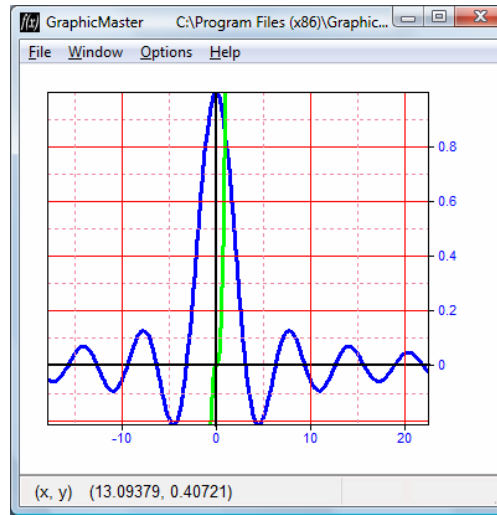 f(x) GraphicMaster C:\Program Files (x86)\Graphic...
File Window Options Help
0.8
0.6
0.4
0.2
0
-10 0 10 20
(x, y) (13.09379, 0.40721)